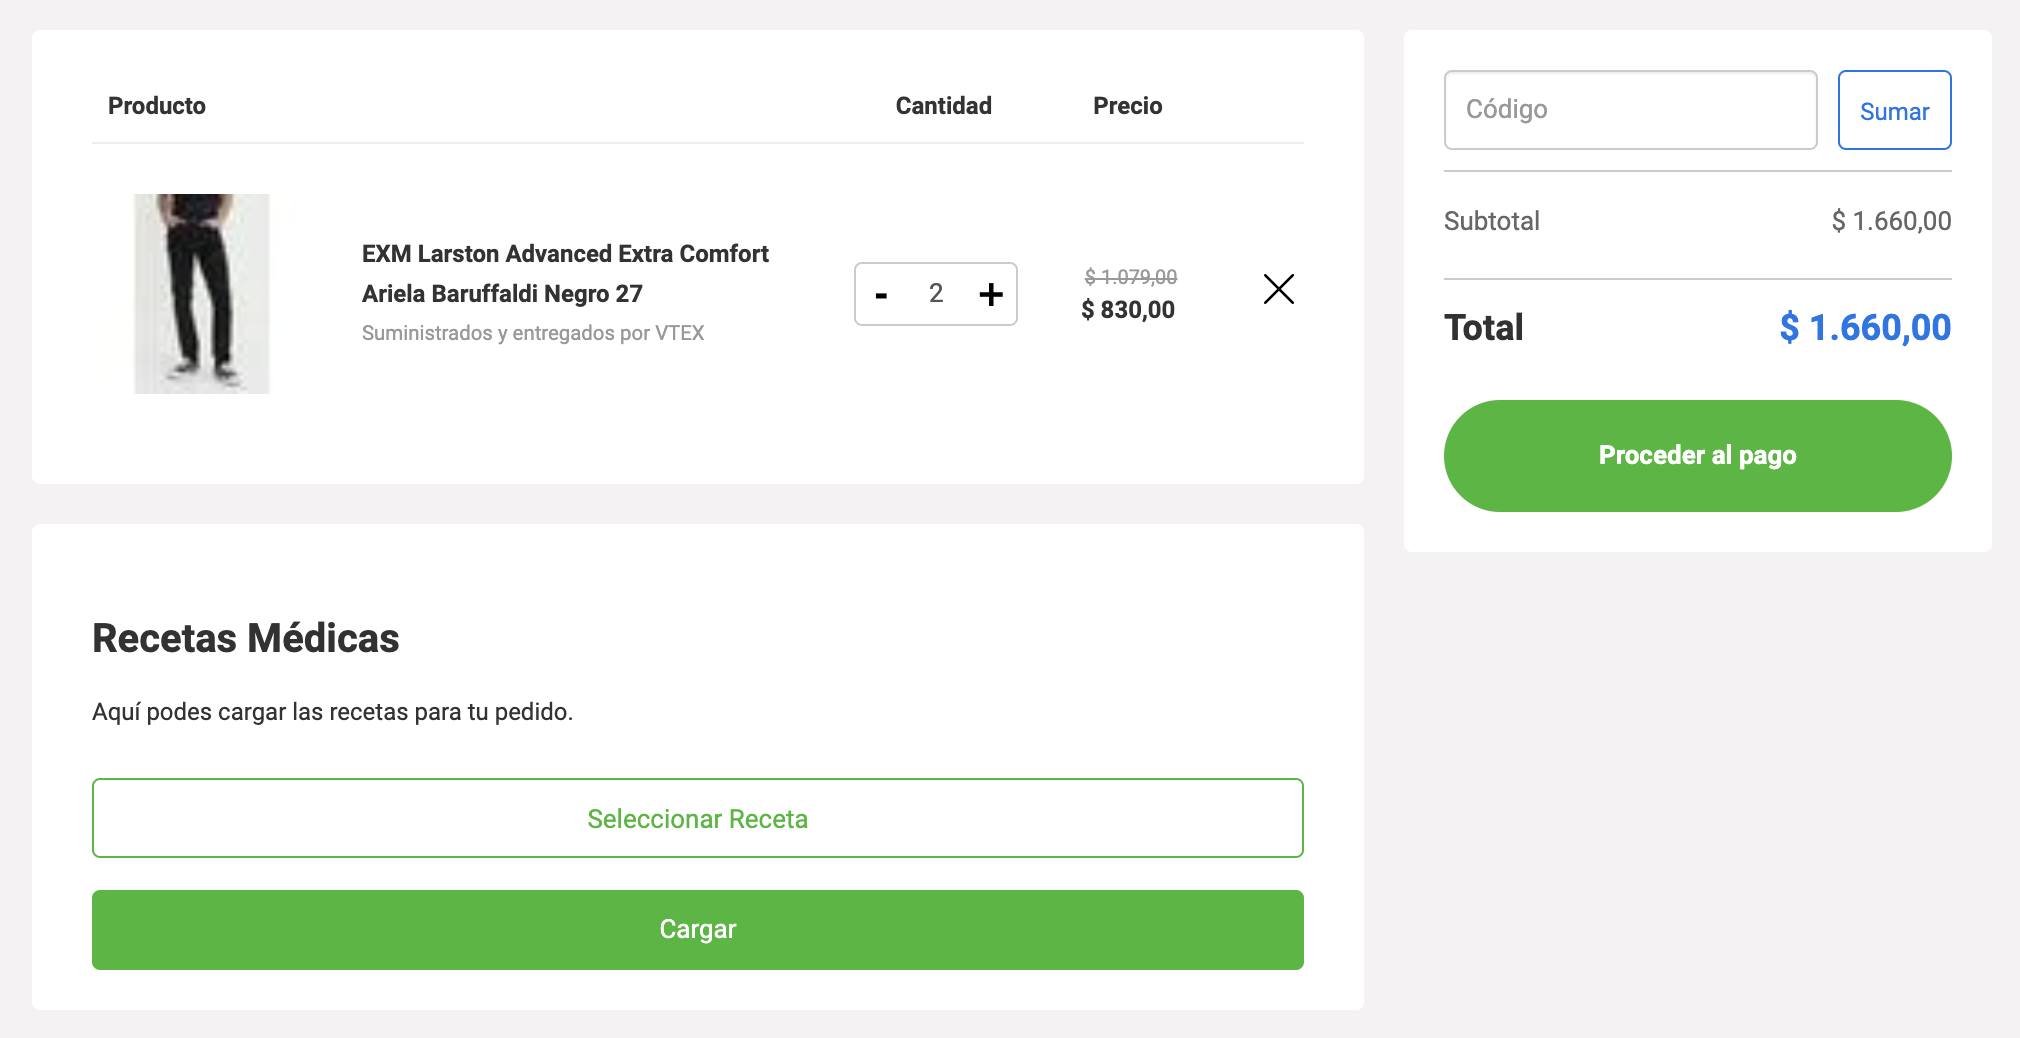 Producto
Cantidad
Precio
EXM Larston Advanced Extra Comfort
Ariela Baruffaldi Negro 27
Suministrados y entregados por VTEX
- 2 +
$ 1.079,00
$ 830,00
Código
Sumar
Subtotal
$ 1.660,00
Total
$ 1.660,00
Proceder al pago
Recetas Médicas
Aquí podes cargar las recetas para tu pedido.
Seleccionar Receta
Cargar